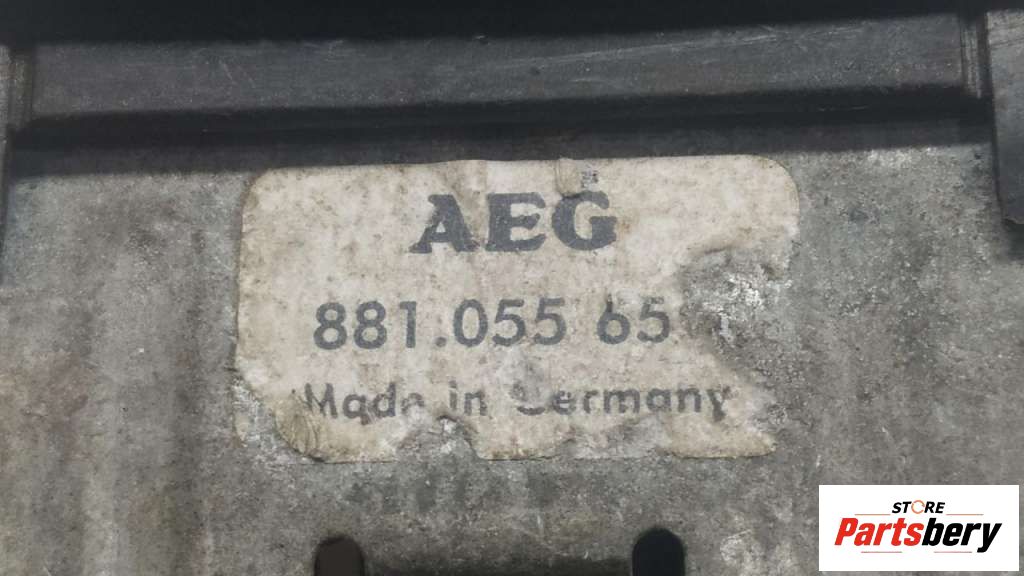 AEG
881.055 65
Made in Germany
STORE
Partsbery